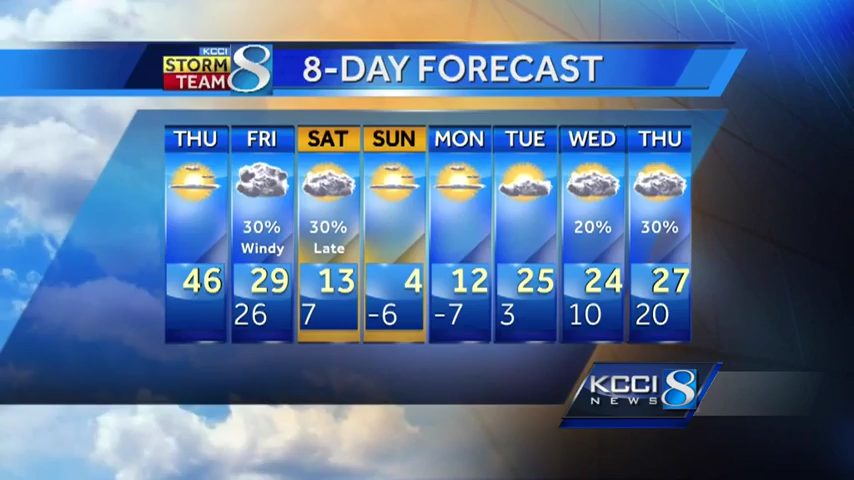 KCCI
STORM
TEAM 8
8-DAY FORECAST
THU FRI SAT SUN MON TUE WED THU
30% 30% 20% 30%
Windy Late
46 29 13 4 12 25 24 27
26 7 -6 -7 3 10 20
KCCI 8
NEWS